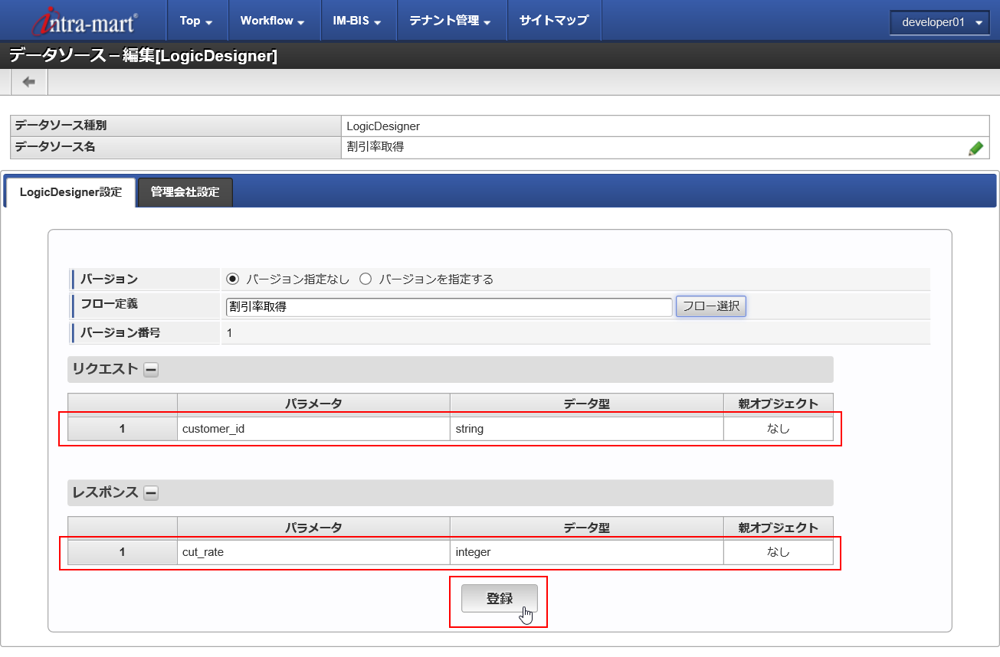 intra-mart Top Workflow IM-BIS テナント管理 サイトマップ developer01
データソース－編集[LogicDesigner]
データソース種別 LogicDesigner
データソース名 割引率取得
LogicDesigner設定 管理会社設定
バージョン バージョン指定なし バージョンを指定する
フロー定義 割引率取得 フロー選択
バージョン番号 1
リクエスト
パラメータ データ型 親オブジェクト
1 customer_id string なし
レスポンス
パラメータ データ型 親オブジェクト
1 cut_rate integer なし
登録